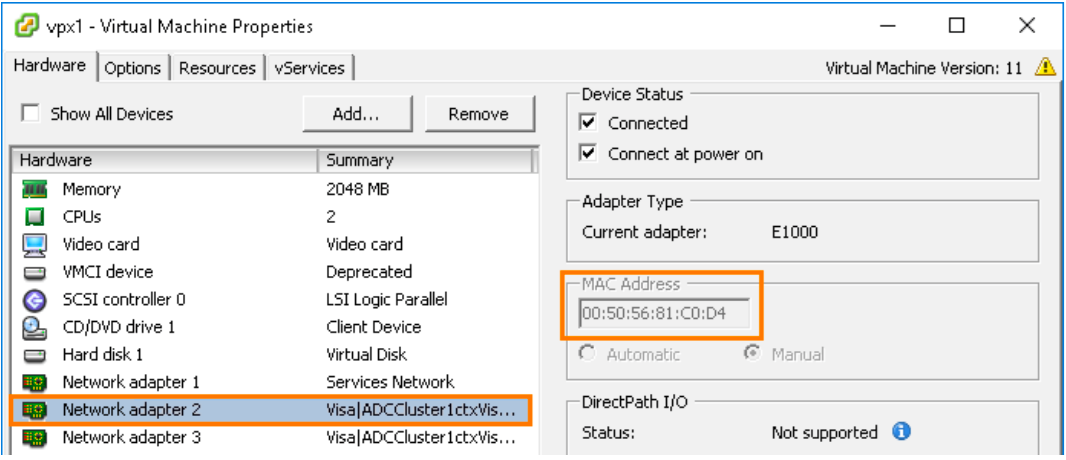 vpx1 - Virtual Machine Properties
Hardware Options Resources vServices Virtual Machine Version: 11
Show All Devices Add... Remove
Hardware Summary
Memory 2048 MB
CPUs 2
Video card Video card
VMCI device Deprecated
SCSI controller 0 LSI Logic Parallel
CD/DVD drive 1 Client Device
Hard disk 1 Virtual Disk
Network adapter 1 Services Network
Network adapter 2 Visa|ADCCluster1ctxVis...
Network adapter 3 Visa|ADCCluster1ctxVis...
Device Status
Connected
Connect at power on
Adapter Type
Current adapter: E1000
MAC Address
00:50:56:81:C0:D4
Automatic Manual
DirectPath I/O
Status: Not supported